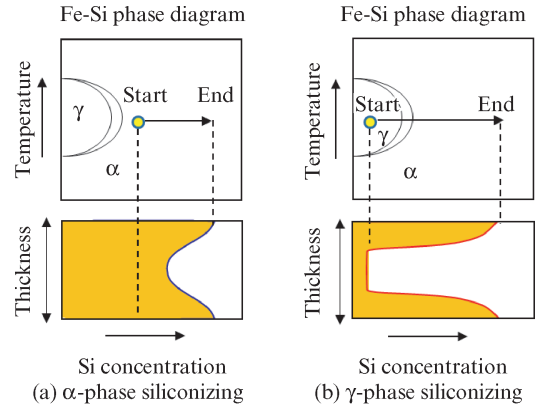 Fe-Si phase diagram
Temperature
γ
Start
End
α
Thickness
Si concentration
(a) α-phase siliconizing
Fe-Si phase diagram
Temperature
Start
γ
End
α
Thickness
Si concentration
(b) γ-phase siliconizing